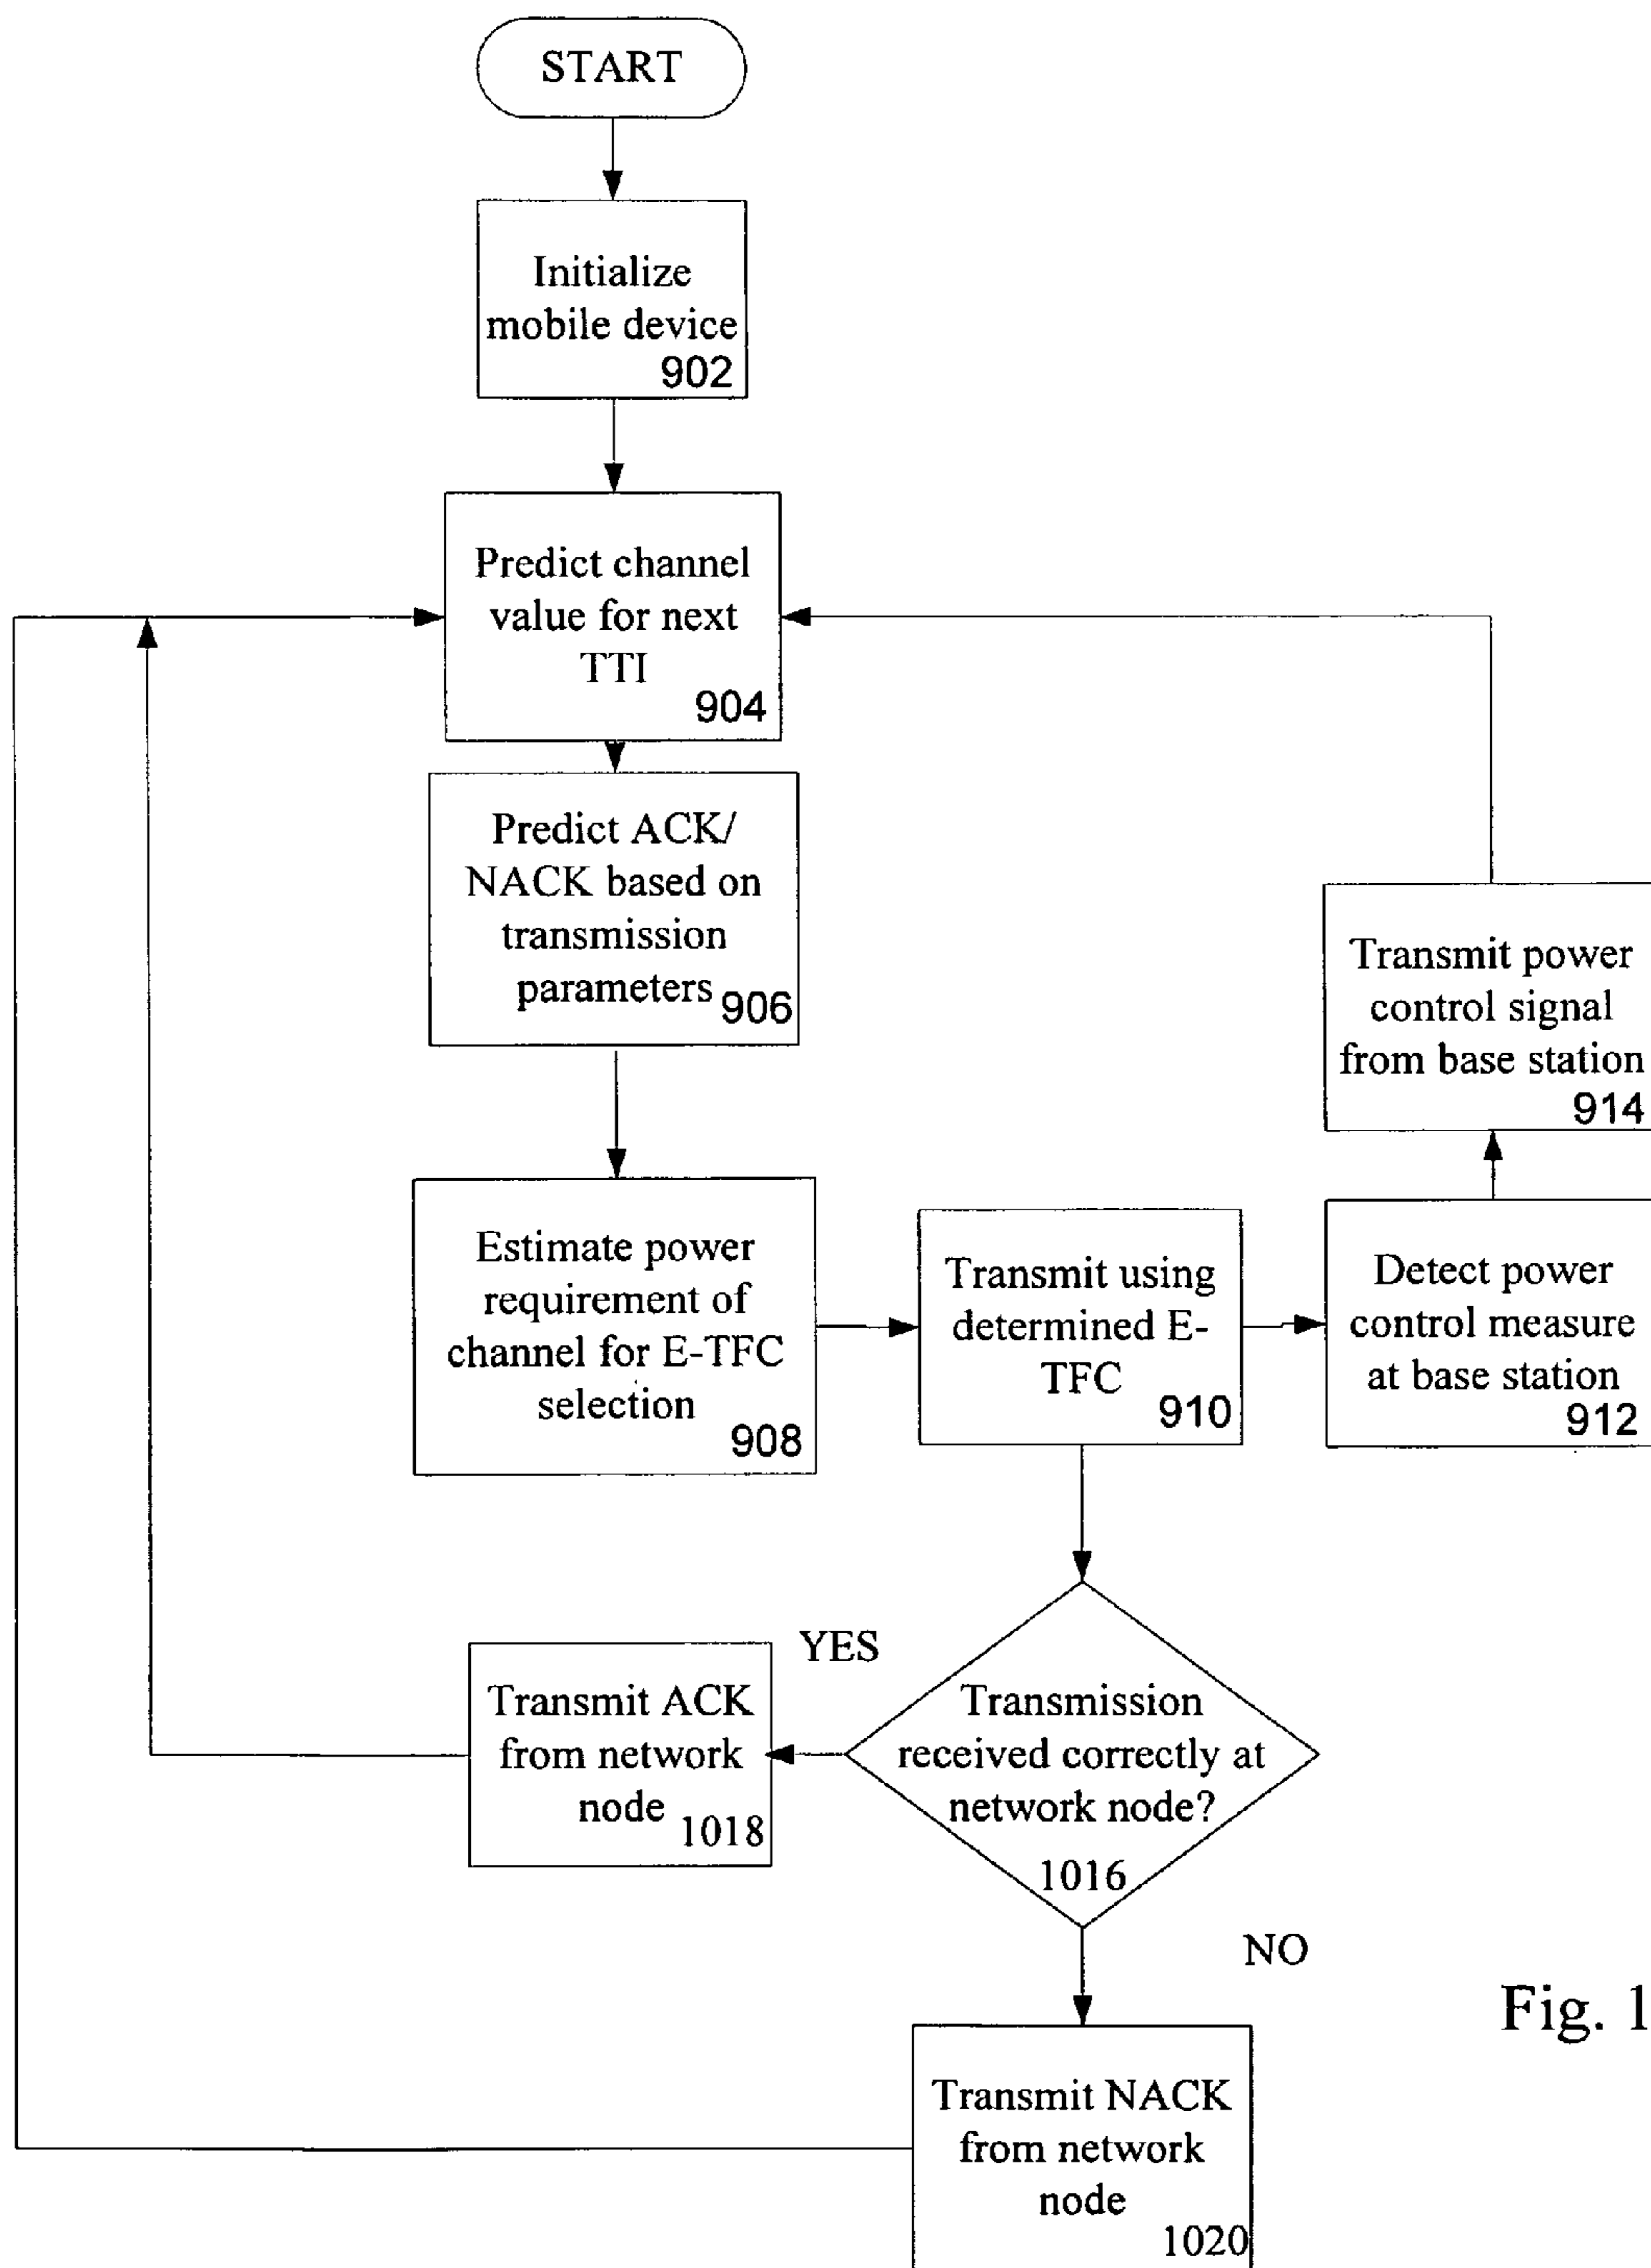 START
Initialize
mobile device
902
Predict channel
value for next
TTI
904
Predict ACK/
NACK based on
transmission
parameters
906
Estimate power
requirement of
channel for E-TFC
selection
908
Transmit using
determined E-
TFC
910
Detect power
control measure
at base station
912
Transmit power
control signal
from base station
914
Transmission
received correctly at
network node?
1016
YES
Transmit ACK
from network
node
1018
NO
Transmit NACK
from network
node
1020
Fig. 1